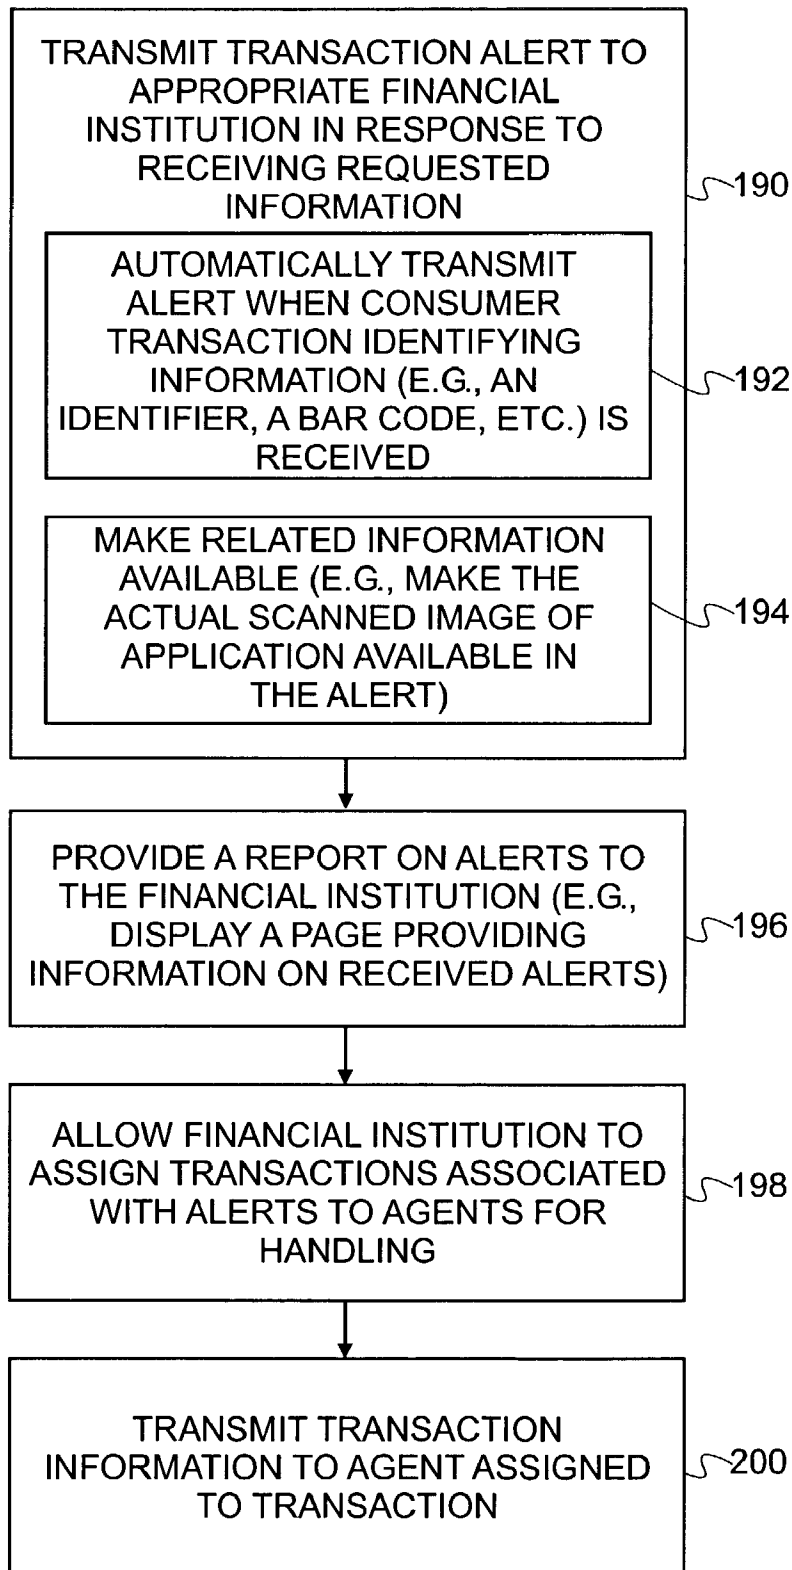 TRANSMIT TRANSACTION ALERT TO
APPROPRIATE FINANCIAL
INSTITUTION IN RESPONSE TO
RECEIVING REQUESTED
INFORMATION
190
AUTOMATICALLY TRANSMIT
ALERT WHEN CONSUMER
TRANSACTION IDENTIFYING
INFORMATION (E.G., AN
IDENTIFIER, A BAR CODE, ETC.) IS
RECEIVED
192
MAKE RELATED INFORMATION
AVAILABLE (E.G., MAKE THE
ACTUAL SCANNED IMAGE OF
APPLICATION AVAILABLE IN
THE ALERT)
194
PROVIDE A REPORT ON ALERTS TO
THE FINANCIAL INSTITUTION (E.G.,
DISPLAY A PAGE PROVIDING
INFORMATION ON RECEIVED ALERTS)
196
ALLOW FINANCIAL INSTITUTION TO
ASSIGN TRANSACTIONS ASSOCIATED
WITH ALERTS TO AGENTS FOR
HANDLING
198
TRANSMIT TRANSACTION
INFORMATION TO AGENT ASSIGNED
TO TRANSACTION
200